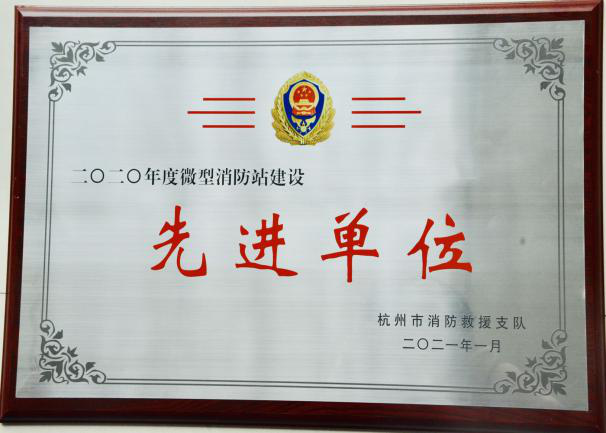 二〇二〇年度微型消防站建设
先进单位
杭州市消防救援支队
二〇二一年一月